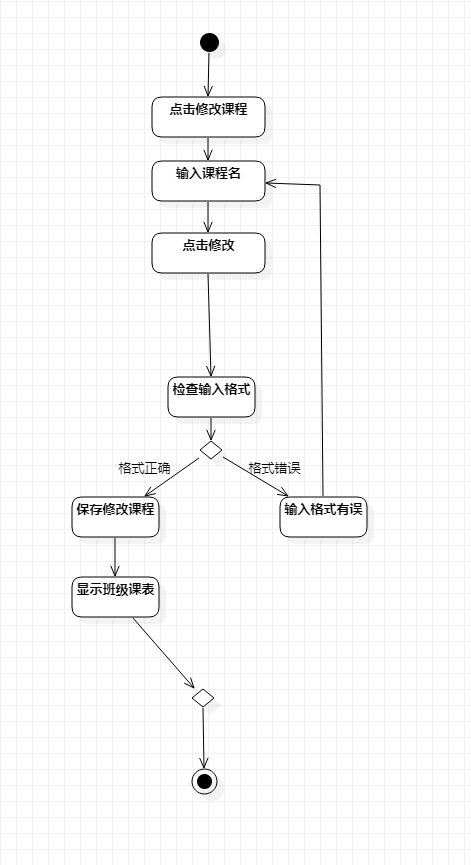 点击修改课程
输入课程名
点击修改
检查输入格式
格式正确
格式错误
保存修改课程
输入格式有误
显示班级课表